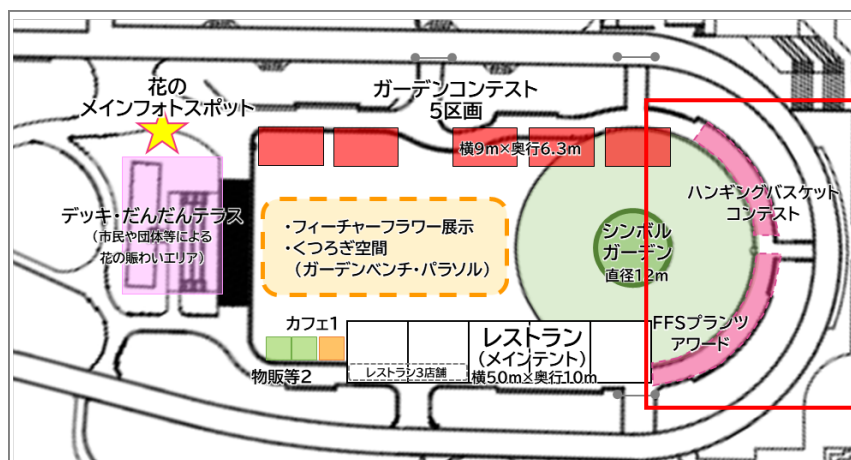 花の
メインフォトスポット
ガーデンコンテスト
5区画
横9m×奥行6.3m
ハンギングバスケット
コンテスト
デッキ・だんだんテラス
(市民や団体等による
花の賑わいエリア)
・フィーチャーフラワー展示
・くつろぎ空間
(ガーデンベンチ・パラソル)
シンボル
ガーデン
直径12m
カフェ1
物販等2
レストラン
(メインテント)
レストラン3店舗
横50m×奥行10m
FFSプランツ
アワード